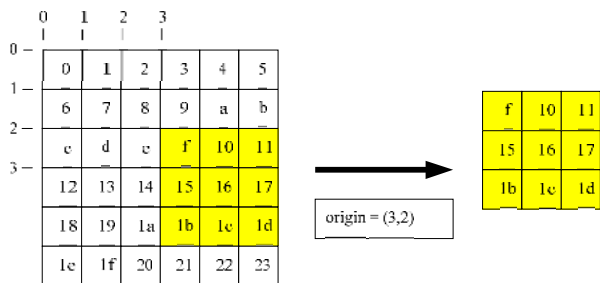 0 1 2 3
0
0 1 2 3 4 5
1
6 7 8 9 a b
2
c d e f 10 11
3
12 13 14 15 16 17
18 19 1a 1b 1c 1d
1e 1f 20 21 22 23
origin = (3,2)
f 10 11
15 16 17
1b 1c 1d